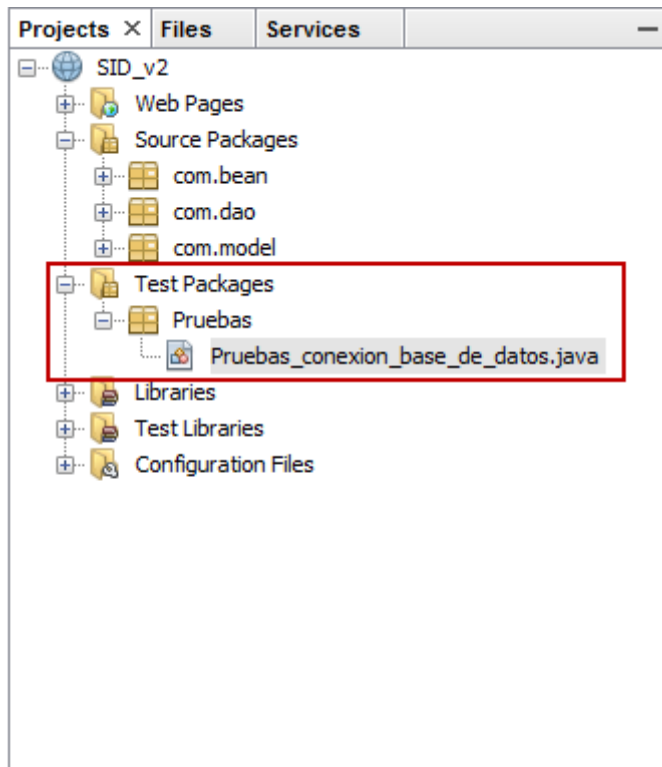 Projects Files Services
SID_v2
Web Pages
Source Packages
com.bean
com.dao
com.model
Test Packages
Pruebas
Pruebas_conexion_base_de_datos.java
Libraries
Test Libraries
Configuration Files